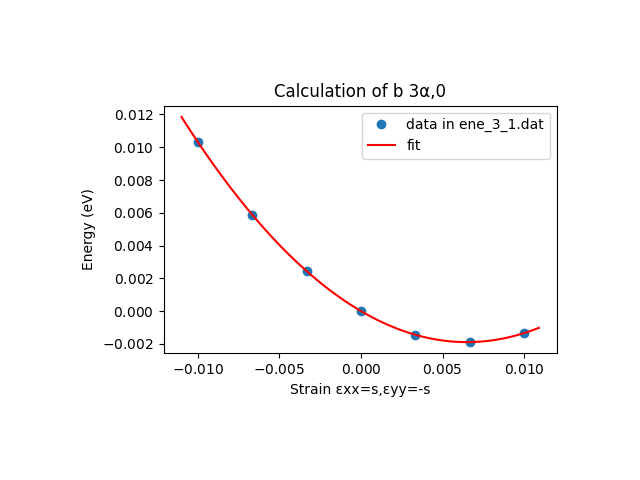 Calculation of b 3α,0
data in ene_3_1.dat
fit
0.012
0.010
0.008
0.006
0.004
0.002
0.000
−0.002
Energy (eV)
−0.010
−0.005
0.000
0.005
0.010
Strain εxx=s,εyy=-s